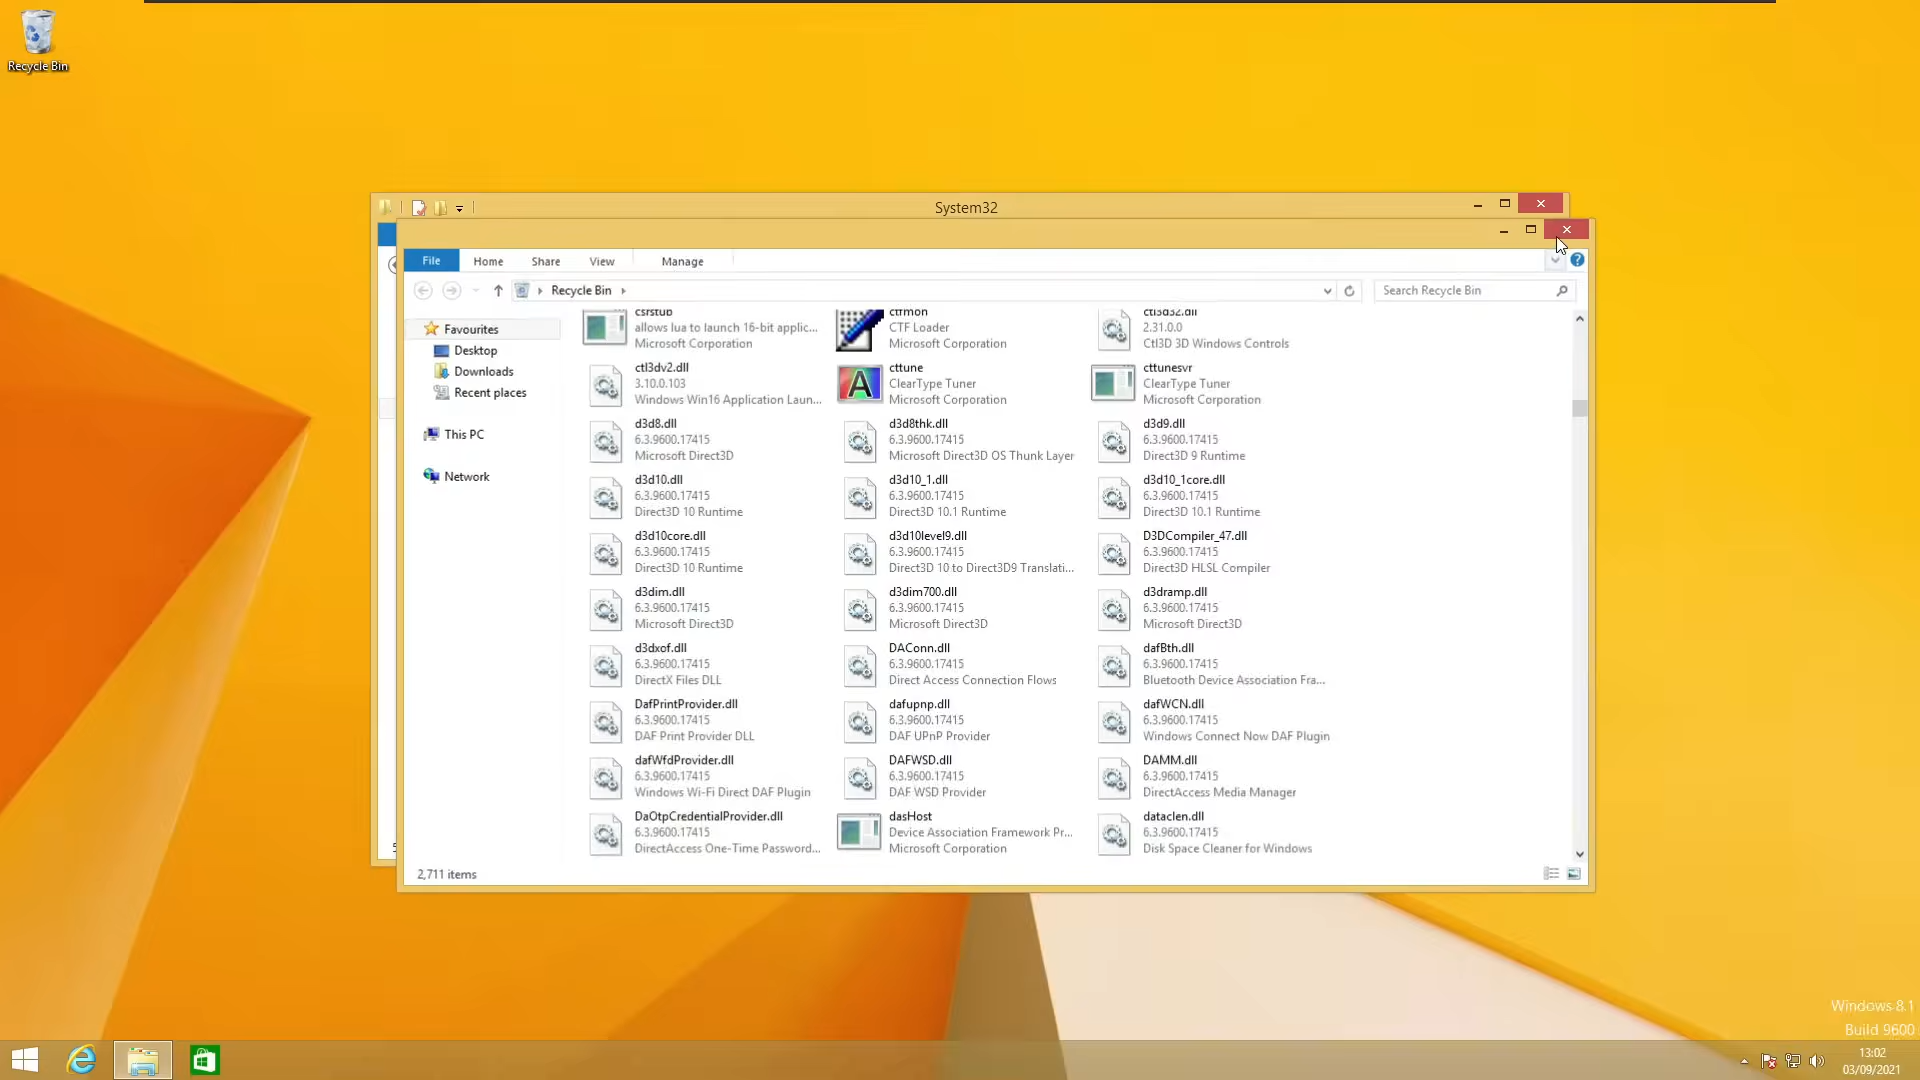 Recycle Bin
System32
File Home Share View Manage
Recycle Bin
Search Recycle Bin
Favourites
Desktop
Downloads
Recent places
This PC
Network
csrstub
allows lua to launch 16-bit applic...
Microsoft Corporation
ctfmon
CTF Loader
Microsoft Corporation
ctl3d32.dll
2.31.0.0
Ctl3D 3D Windows Controls
ctl3dv2.dll
3.10.0.103
Windows Win16 Application Laun...
cttune
ClearType Tuner
Microsoft Corporation
cttunesvr
ClearType Tuner
Microsoft Corporation
d3d8.dll
6.3.9600.17415
Microsoft Direct3D
d3d8thk.dll
6.3.9600.17415
Microsoft Direct3D OS Thunk Layer
d3d9.dll
6.3.9600.17415
Direct3D 9 Runtime
d3d10.dll
6.3.9600.17415
Direct3D 10 Runtime
d3d10_1.dll
6.3.9600.17415
Direct3D 10.1 Runtime
d3d10_1core.dll
6.3.9600.17415
Direct3D 10.1 Runtime
d3d10core.dll
6.3.9600.17415
Direct3D 10 Runtime
d3d10level9.dll
6.3.9600.17415
Direct3D 10 to Direct3D9 Translati...
D3DCompiler_47.dll
6.3.9600.17415
Direct3D HLSL Compiler
d3dim.dll
6.3.9600.17415
Microsoft Direct3D
d3dim700.dll
6.3.9600.17415
Microsoft Direct3D
d3dramp.dll
6.3.9600.17415
Microsoft Direct3D
d3dxof.dll
6.3.9600.17415
DirectX Files DLL
DAConn.dll
6.3.9600.17415
Direct Access Connection Flows
dafBth.dll
6.3.9600.17415
Bluetooth Device Association Fra...
DafPrintProvider.dll
6.3.9600.17415
DAF Print Provider DLL
dafupnp.dll
6.3.9600.17415
DAF UPnP Provider
dafWCN.dll
6.3.9600.17415
Windows Connect Now DAF Plugin
dafWfdProvider.dll
6.3.9600.17415
Windows Wi-Fi Direct DAF Plugin
DAFWSD.dll
6.3.9600.17415
DAF WSD Provider
DAMM.dll
6.3.9600.17415
DirectAccess Media Manager
DaOtpCredentialProvider.dll
6.3.9600.17415
DirectAccess One-Time Password...
dasHost
Device Association Framework Pr...
Microsoft Corporation
dataclen.dll
6.3.9600.17415
Disk Space Cleaner for Windows
2,711 items
Windows 8.1
Build 9600
13:02
03/09/2021